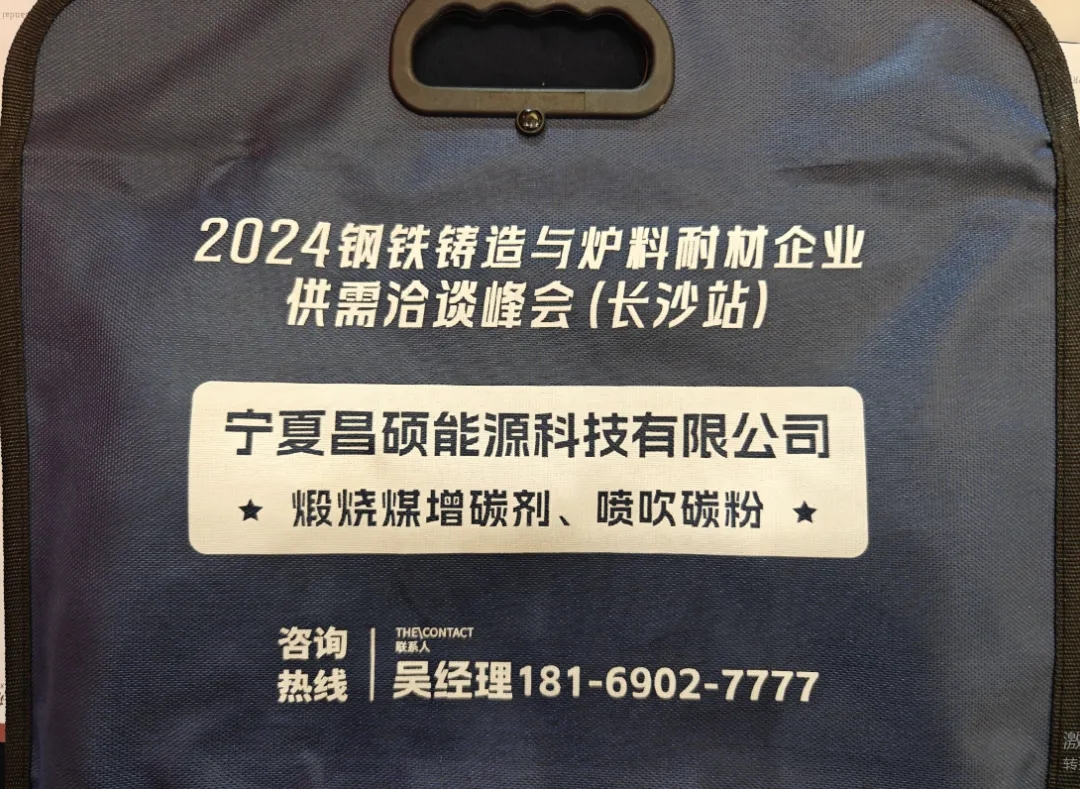 2024钢铁铸造与炉料耐材企业
供需洽谈峰会(长沙站)
宁夏昌硕能源科技有限公司
★ 煅烧煤增碳剂、喷吹碳粉 ★
咨询
热线
THE\CONTACT
联系人
吴经理181-6902-7777
激
转